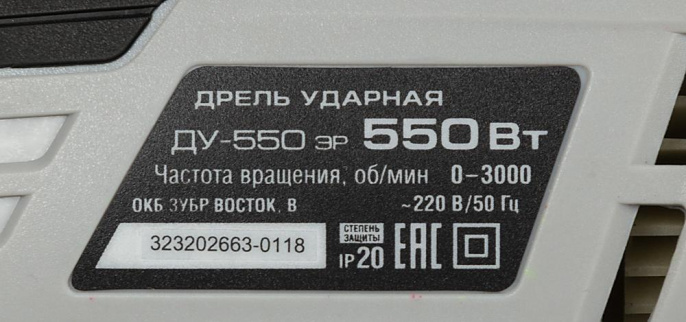 ДРЕЛЬ УДАРНАЯ
ДУ-550 ЭР 550 Вт
Частота вращения, об/мин 0-3000
ОКБ ЗУБР ВОСТОК, В ~220 В/50 Гц
323202663-0118
СТЕПЕНЬ
ЗАЩИТЫ
IP20 EAC